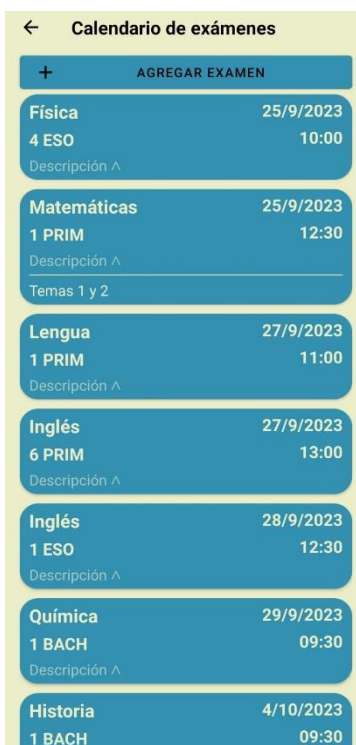 ← Calendario de exámenes
+ AGREGAR EXAMEN
Física 25/9/2023
4 ESO 10:00
Descripción ˄
Matemáticas 25/9/2023
1 PRIM 12:30
Descripción ˄
Temas 1 y 2
Lengua 27/9/2023
1 PRIM 11:00
Descripción ˄
Inglés 27/9/2023
6 PRIM 13:00
Descripción ˄
Inglés 28/9/2023
1 ESO 12:30
Descripción ˄
Química 29/9/2023
1 BACH 09:30
Descripción ˄
Historia 4/10/2023
1 BACH 09:30